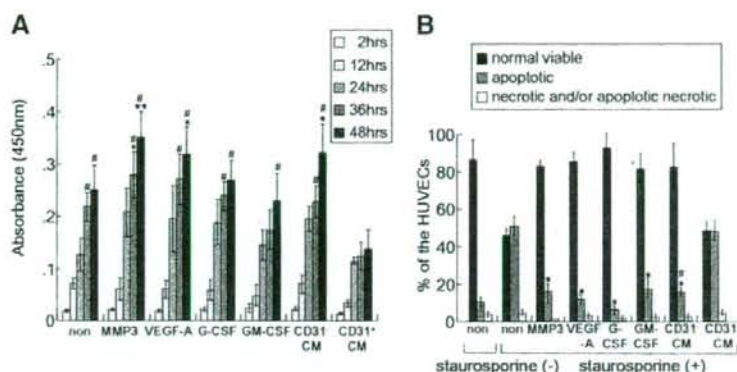 A
2hrs
12hrs
24hrs
36hrs
48hrs
Absorbance (450nm)
.4
.3
.2
.1
0
#
#
#
**
#
*
#
#
*
#
#
#
#
#
*
non MMP3 VEGF-A G-CSF GM-CSF CD31⁻ CM CD31⁺ CM
B
normal viable
apoptotic
necrotic and/or apoptotic necrotic
% of the HUVECs
100
80
60
40
20
0
*
*
*
*
#
*
non non MMP3 VEGF -A G- CSF GM- CSF CD31⁻ CM CD31⁺ CM
staurosporine (-) staurosporine (+)